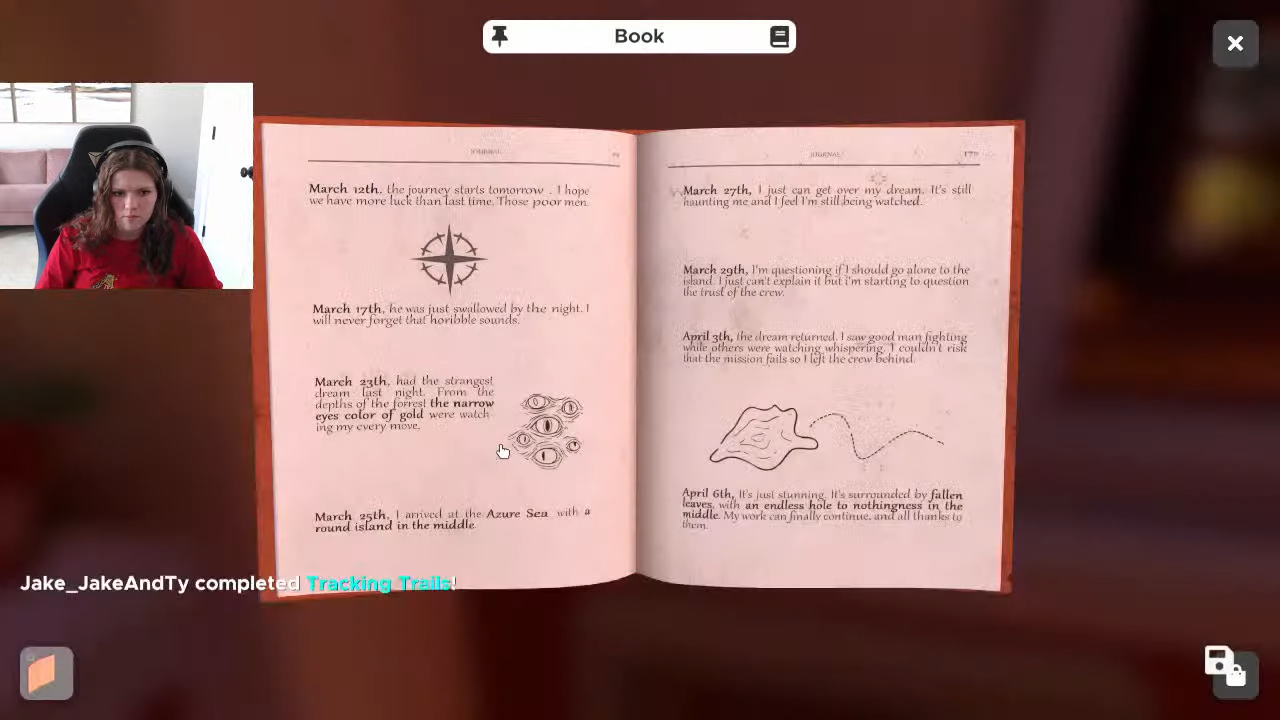 Book
JOURNAL
March 12th, the journey starts tomorrow . I hope
we have more luck than last time. Those poor men.
March 17th, he was just swallowed by the night. I
will never forget that horibble sounds.
March 23th, had the strangest
dream last night. From the
depths of the forrest the narrow
eyes color of gold were watch-
ing my every move.
March 25th, I arrived at the Azure Sea with a
round island in the middle.
JOURNAL
March 27th, I just can get over my dream. It's still
haunting me and I feel I'm still being watched.
March 29th, I'm questioning if I should go alone to the
island. I just can't explain it but i'm starting to question
the trust of the crew.
April 3th, the dream returned. I saw good man fighting
while others were watching whispering. I couldn't risk
that the mission fails so I left the crew behind.
April 6th, It's just stunning. It's surrounded by fallen
leaves, with an endless hole to nothingness in the
middle. My work can finally continue, and all thanks to
them.
Jake_JakeAndTy completed Tracking Trails!